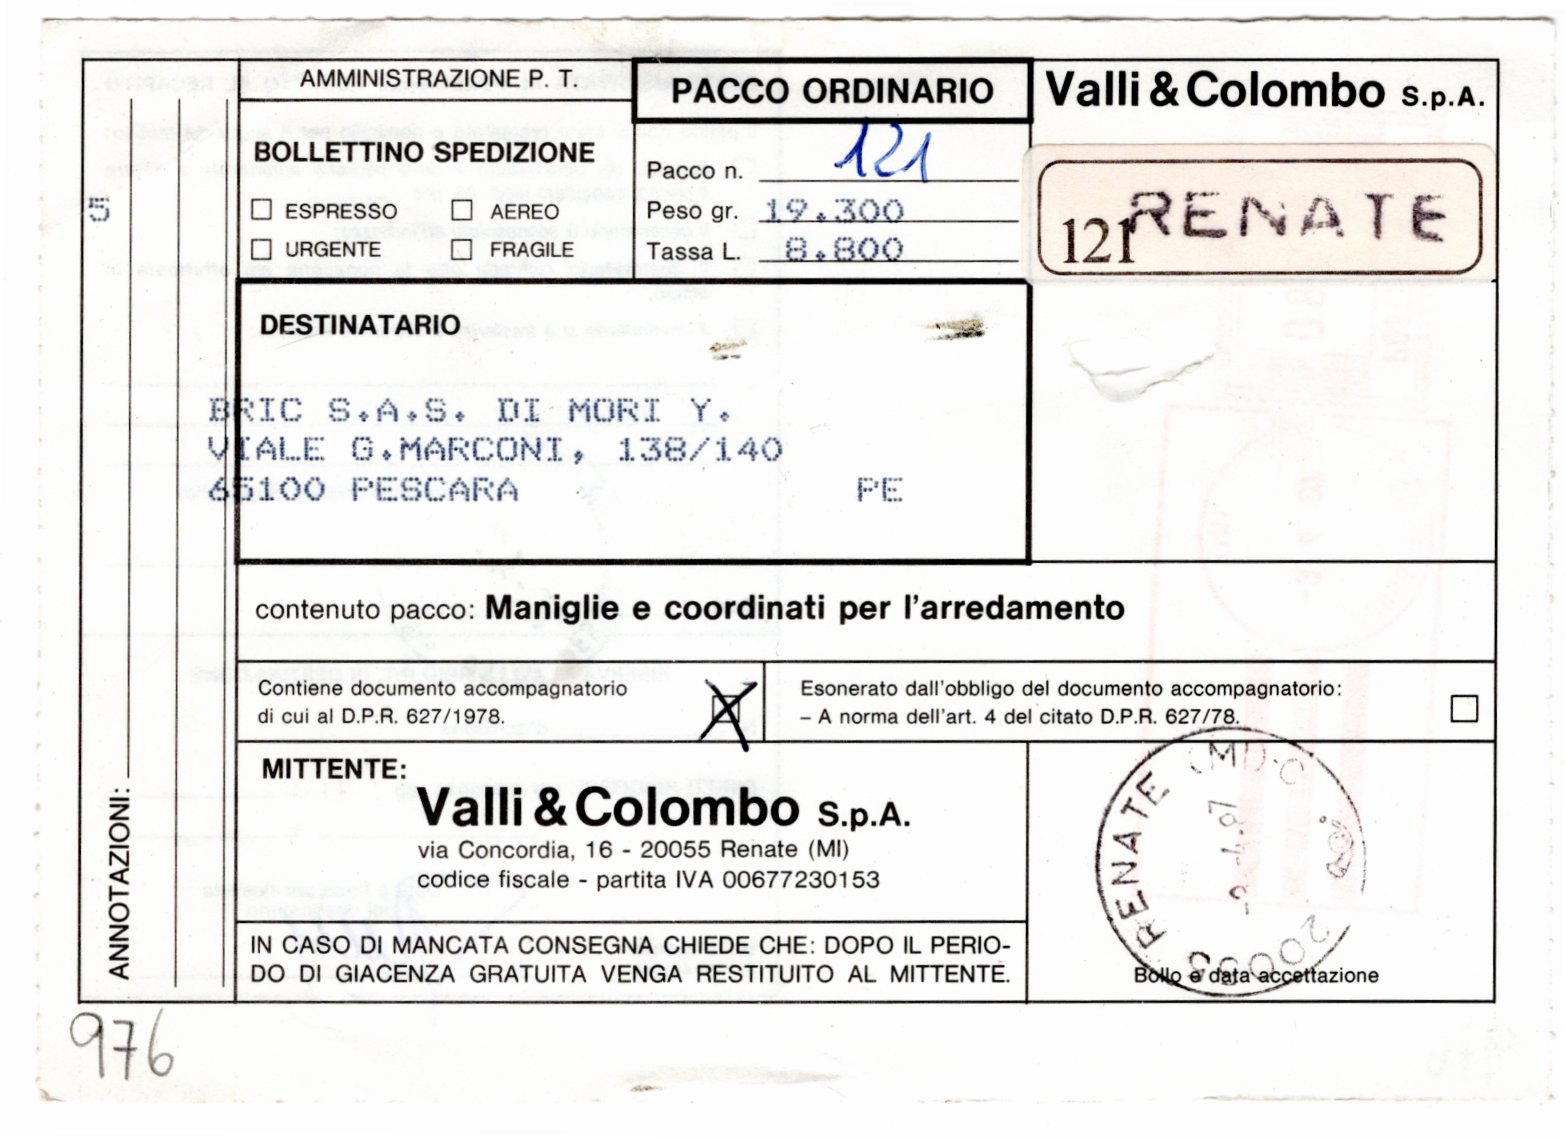 AMMINISTRAZIONE P. T.
PACCO ORDINARIO
Valli & Colombo S.p.A.
BOLLETTINO SPEDIZIONE
ESPRESSO
AEREO
URGENTE
FRAGILE
Pacco n. 121
Peso gr. 19.300
Tassa L. 8.800
121 RENATE
5
DESTINATARIO
BRIC S.A.S. DI MORI Y.
VIALE G.MARCONI, 138/140
65100 PESCARA PE
contenuto pacco: Maniglie e coordinati per l'arredamento
Contiene documento accompagnatorio
di cui al D.P.R. 627/1978.
Esonerato dall'obbligo del documento accompagnatorio:
– A norma dell'art. 4 del citato D.P.R. 627/78.
MITTENTE:
Valli & Colombo S.p.A.
via Concordia, 16 - 20055 Renate (MI)
codice fiscale - partita IVA 00677230153
IN CASO DI MANCATA CONSEGNA CHIEDE CHE: DOPO IL PERIO-
DO DI GIACENZA GRATUITA VENGA RESTITUITO AL MITTENTE.
RENATE (MI)
20055
Bollo e data accettazione
ANNOTAZIONI:
976